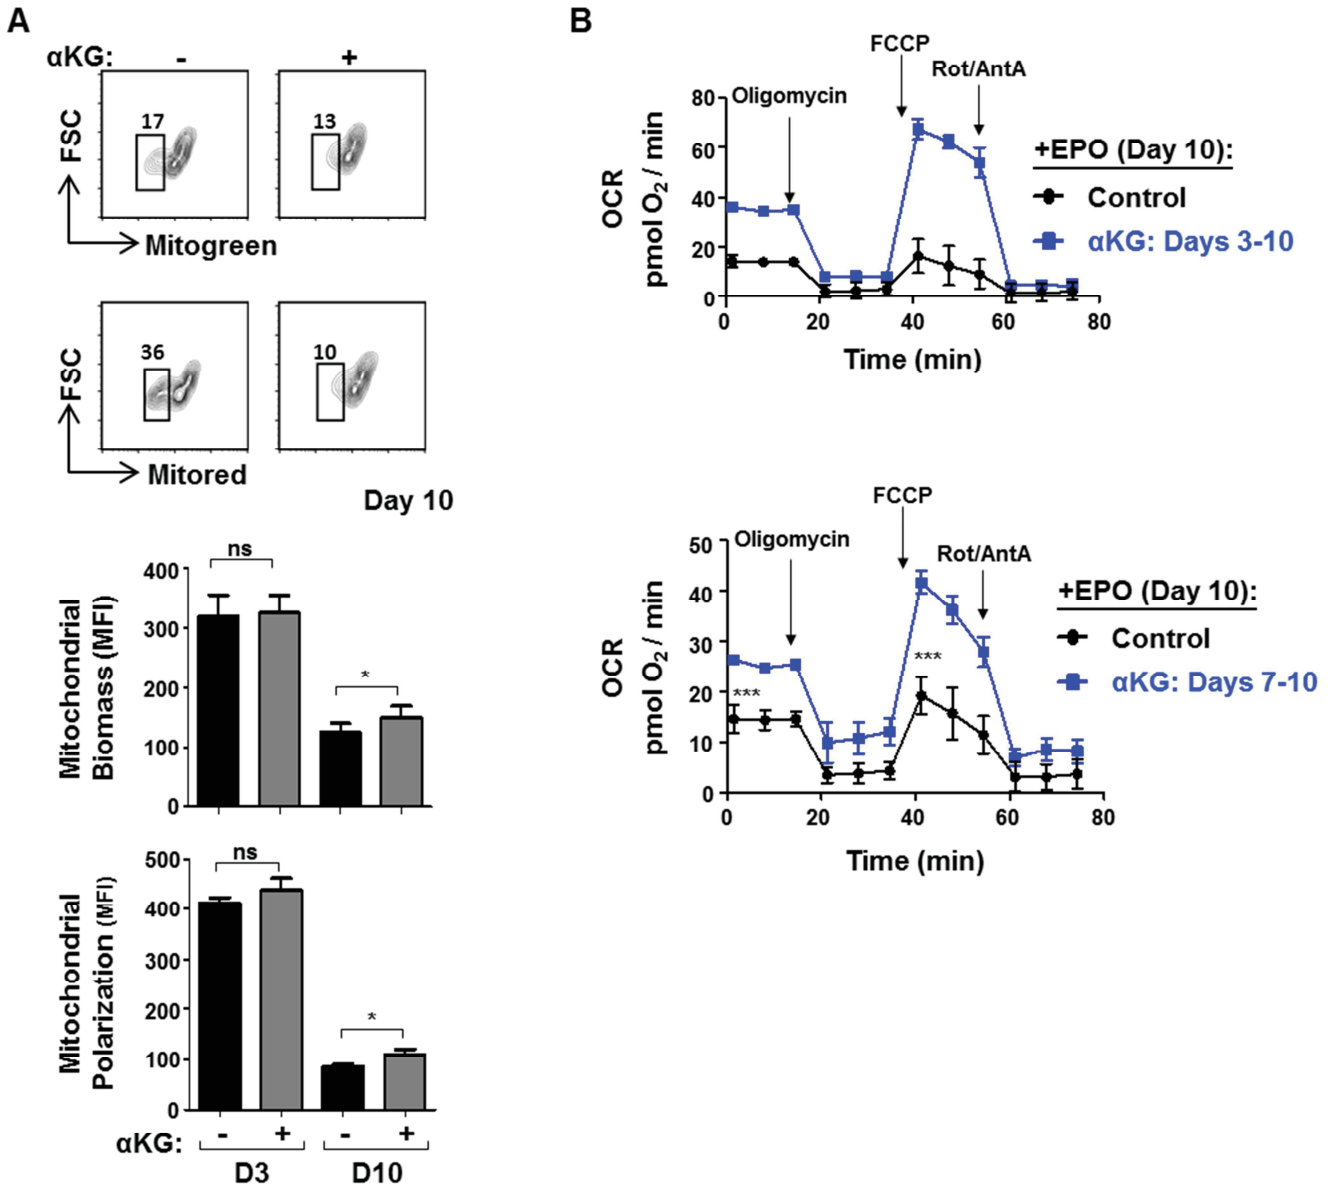 A
αKG:
-
+
17
13
FSC
Mitogreen
36
10
FSC
Mitored
Day 10
ns
*
400
300
200
100
0
Mitochondrial
Biomass (MFI)
ns
*
500
400
300
200
100
0
Mitochondrial
Polarization (MFI)
αKG:
-
+
-
+
D3
D10
B
FCCP
Rot/AntA
Oligomycin
80
60
40
20
0
OCR
pmol O2 / min
0
20
40
60
80
Time (min)
+EPO (Day 10):
Control
αKG: Days 3-10
FCCP
Oligomycin
Rot/AntA
50
40
30
20
10
0
OCR
pmol O2 / min
***
***
0
20
40
60
80
Time (min)
+EPO (Day 10):
Control
αKG: Days 7-10